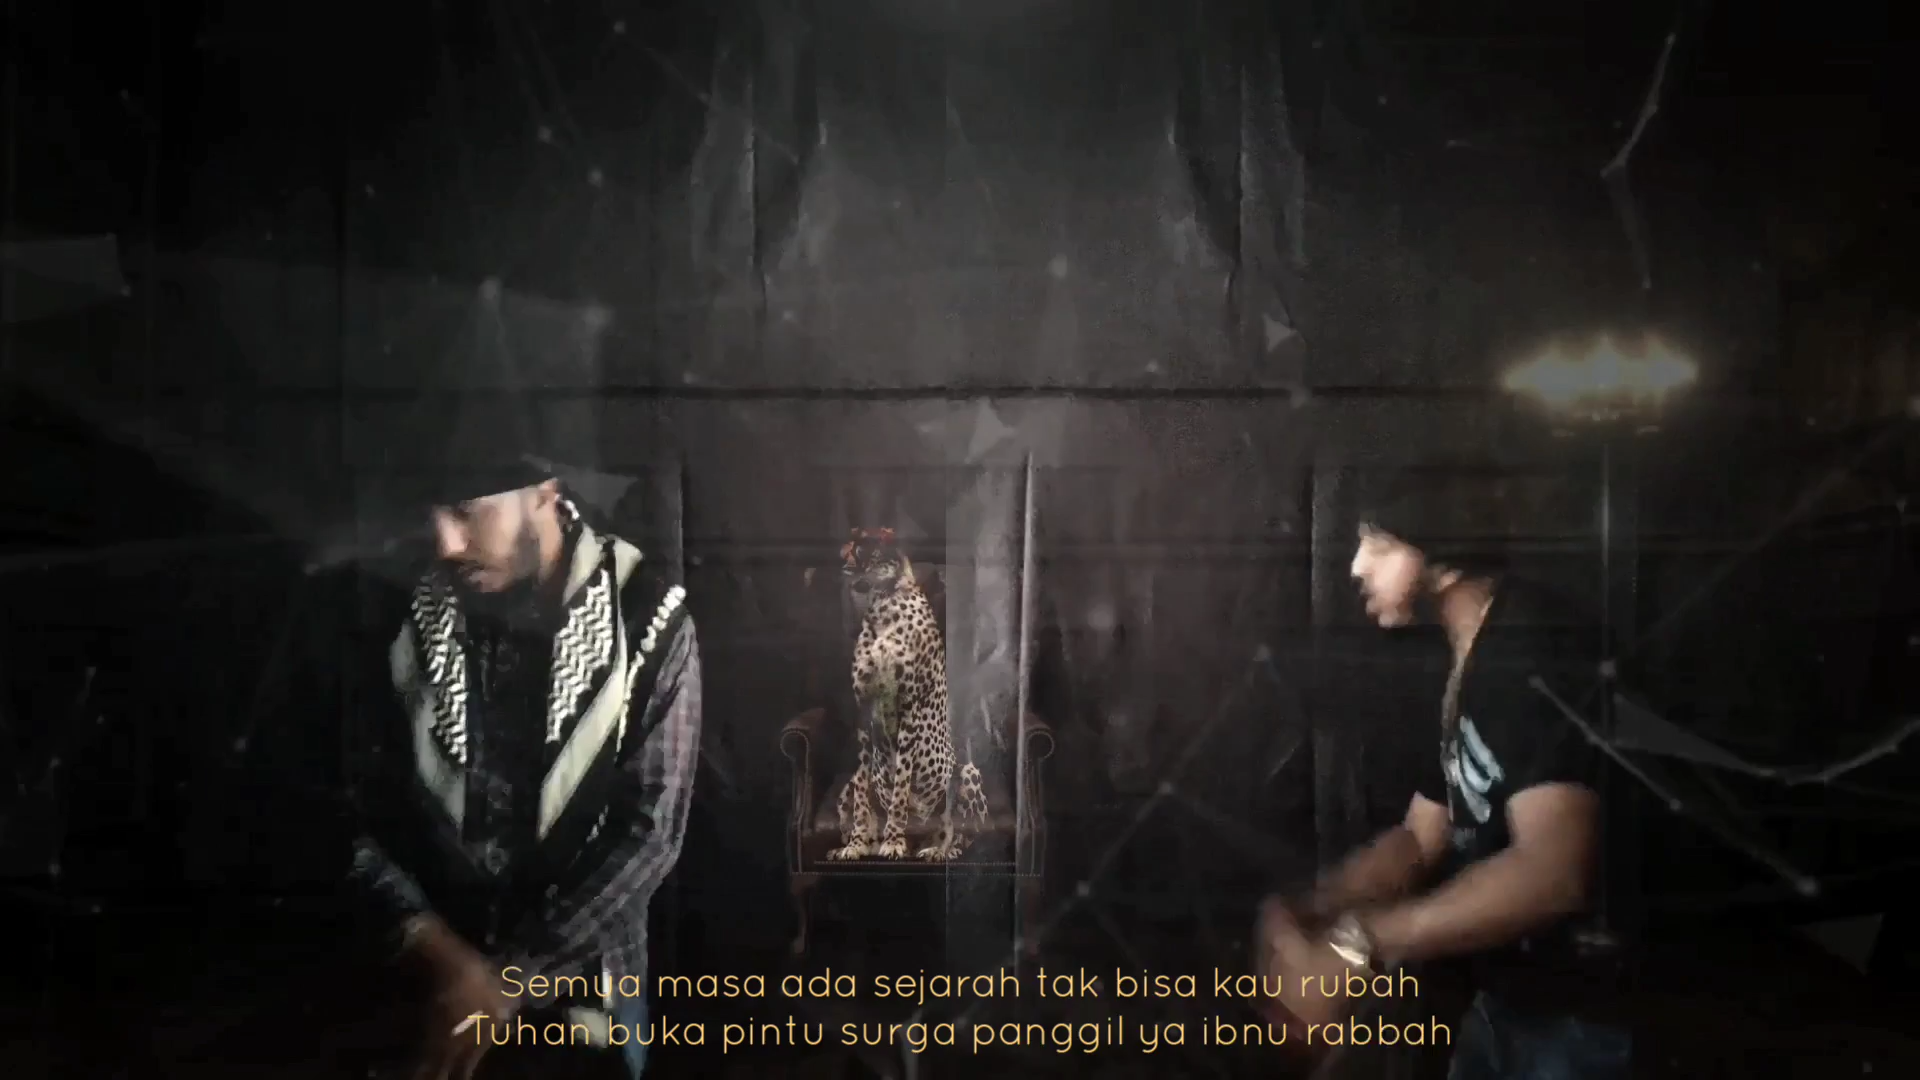 Semua masa ada sejarah tak bisa kau rubah
Tuhan buka pintu surga panggil ya ibnu rabbah